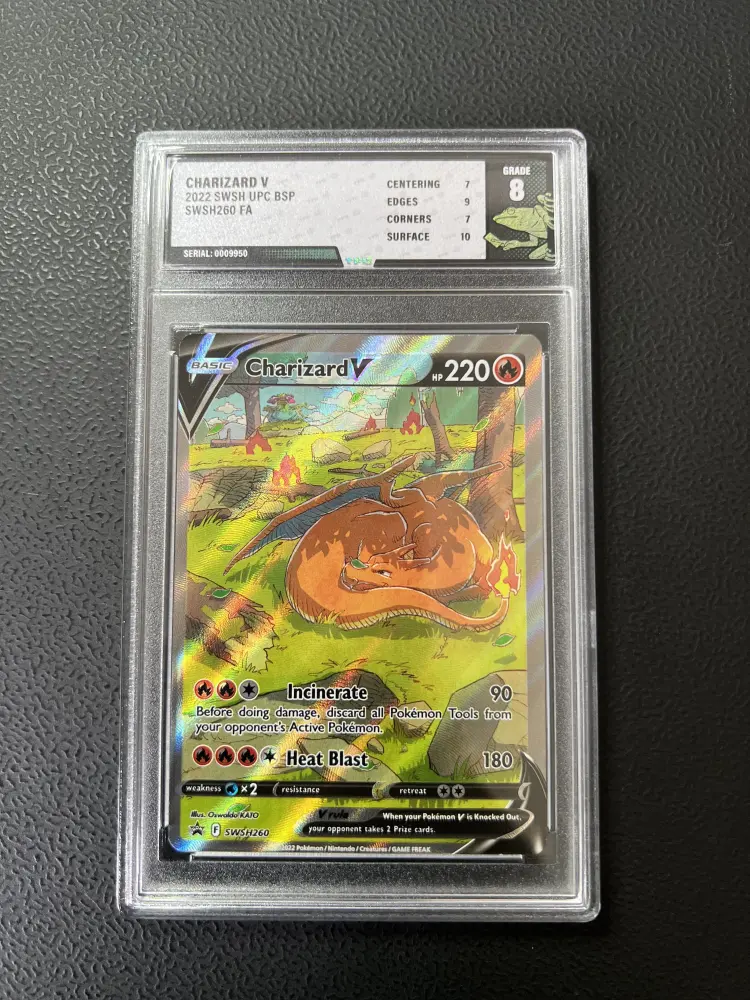 CHARIZARD V
2022 SWSH UPC BSP
SWSH260 FA
CENTERING 7
EDGES 9
CORNERS 7
SURFACE 10
GRADE
8
SERIAL: 0009950
BASIC Charizard V HP 220
Incinerate 90
Before doing damage, discard all Pokémon Tools from
your opponent's Active Pokémon.
Heat Blast 180
weakness ×2 resistance retreat
Illus. Oswaldo KATO
V rule When your Pokémon V is Knocked Out,
your opponent takes 2 Prize cards.
F SWSH260
2022 Pokémon / Nintendo / Creatures / GAME FREAK